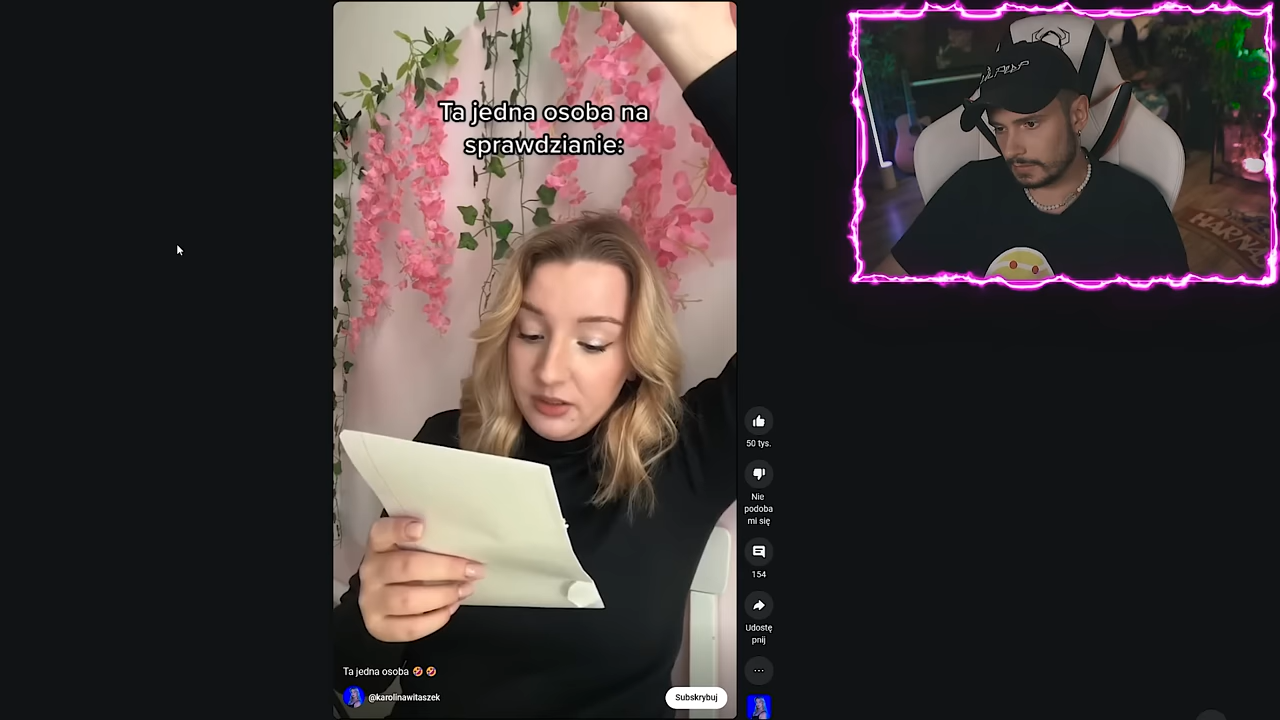 Ta jedna osoba na
sprawdzianie:
50 tys.
Nie
podoba
mi się
154
Udostę
pnij
Ta jedna osoba 🤣 🤣
@karolinawitaszek
Subskrybuj